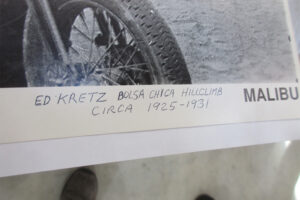 ED KRETZ BOLSA CHICA HILLCLIMB
CIRCA 1925-1931
MALIBU